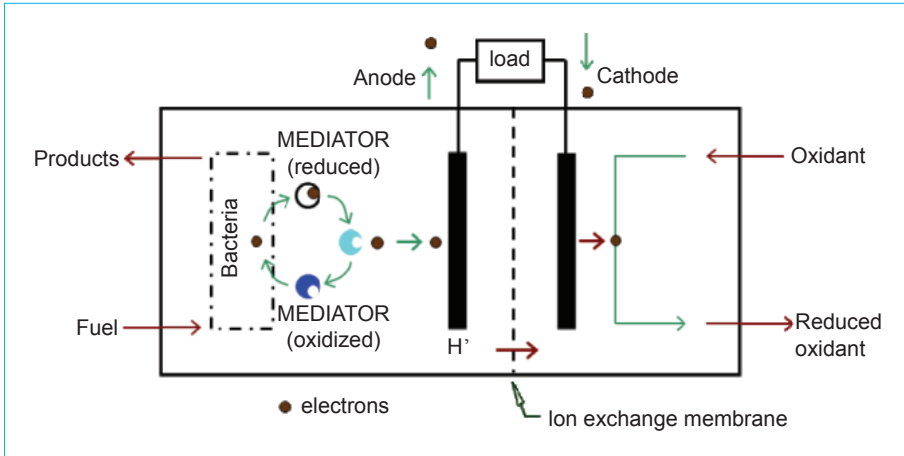 load
Anode
Cathode
Products
MEDIATOR
(reduced)
Oxidant
Bacteria
Fuel
MEDIATOR
(oxidized)
H’
Reduced
oxidant
electrons
Ion exchange membrane